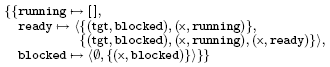 {{running ↦ [],
ready ↦ ⟨{(tgt, blocked), (x, running)},
{(tgt, blocked), (x, running), (x, ready)}⟩,
blocked ↦ ⟨∅, {(x, blocked)}⟩}}